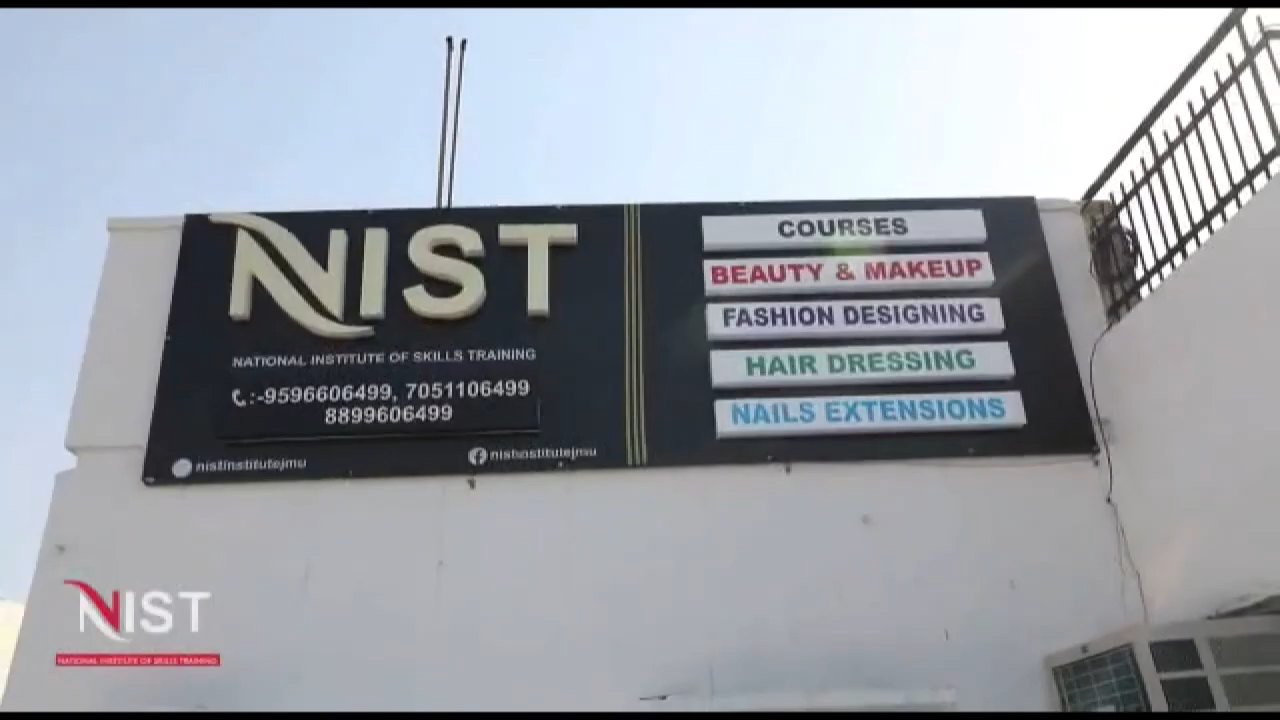 NIST
NATIONAL INSTITUTE OF SKILLS TRAINING
:-9596606499, 7051106499
8899606499
nistinstitutejmu
COURSES
BEAUTY & MAKEUP
FASHION DESIGNING
HAIR DRESSING
NAILS EXTENSIONS
NIST
NATIONAL INSTITUTE OF SKILLS TRAINING